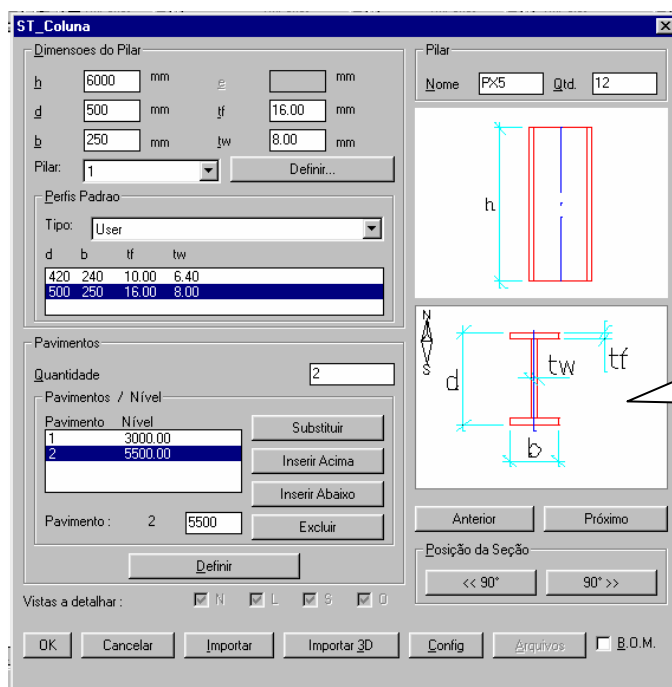 ST_Coluna
Dimensoes do Pilar
h 6000 mm e mm
d 500 mm tf 16.00 mm
b 250 mm tw 8.00 mm
Pilar: 1 Definir...
Perfis Padrao
Tipo: User
d b tf tw
420 240 10.00 6.40
500 250 16.00 8.00
Pavimentos
Quantidade 2
Pavimentos / Nível
Pavimento Nível
1 3000.00
2 5500.00
Substituir
Inserir Acima
Inserir Abaixo
Pavimento : 2 5500 Excluir
Definir
Vistas a detalhar : N L S O
OK Cancelar Importar Importar 3D Config Arquivos B.O.M.
Pilar
Nome PX5 Qtd. 12
h
N
S
d
tw
tf
b
Anterior Próximo
Posição da Seção
<< 90° 90° >>